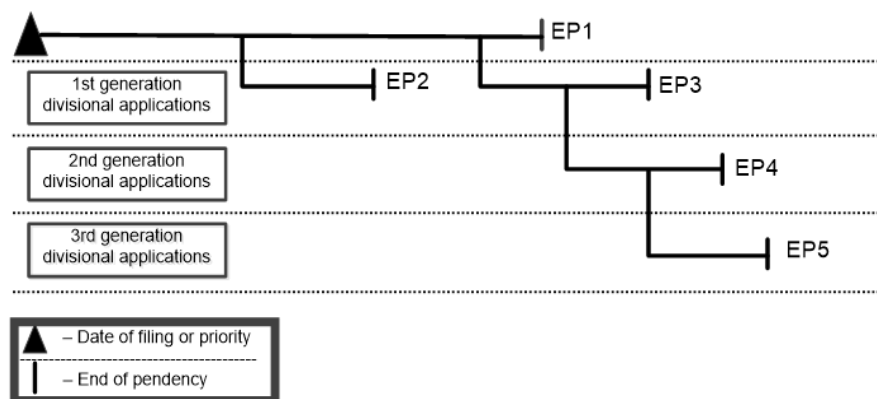 EP1
1st generation
divisional applications
EP2
EP3
2nd generation
divisional applications
EP4
3rd generation
divisional applications
EP5
– Date of filing or priority
– End of pendency